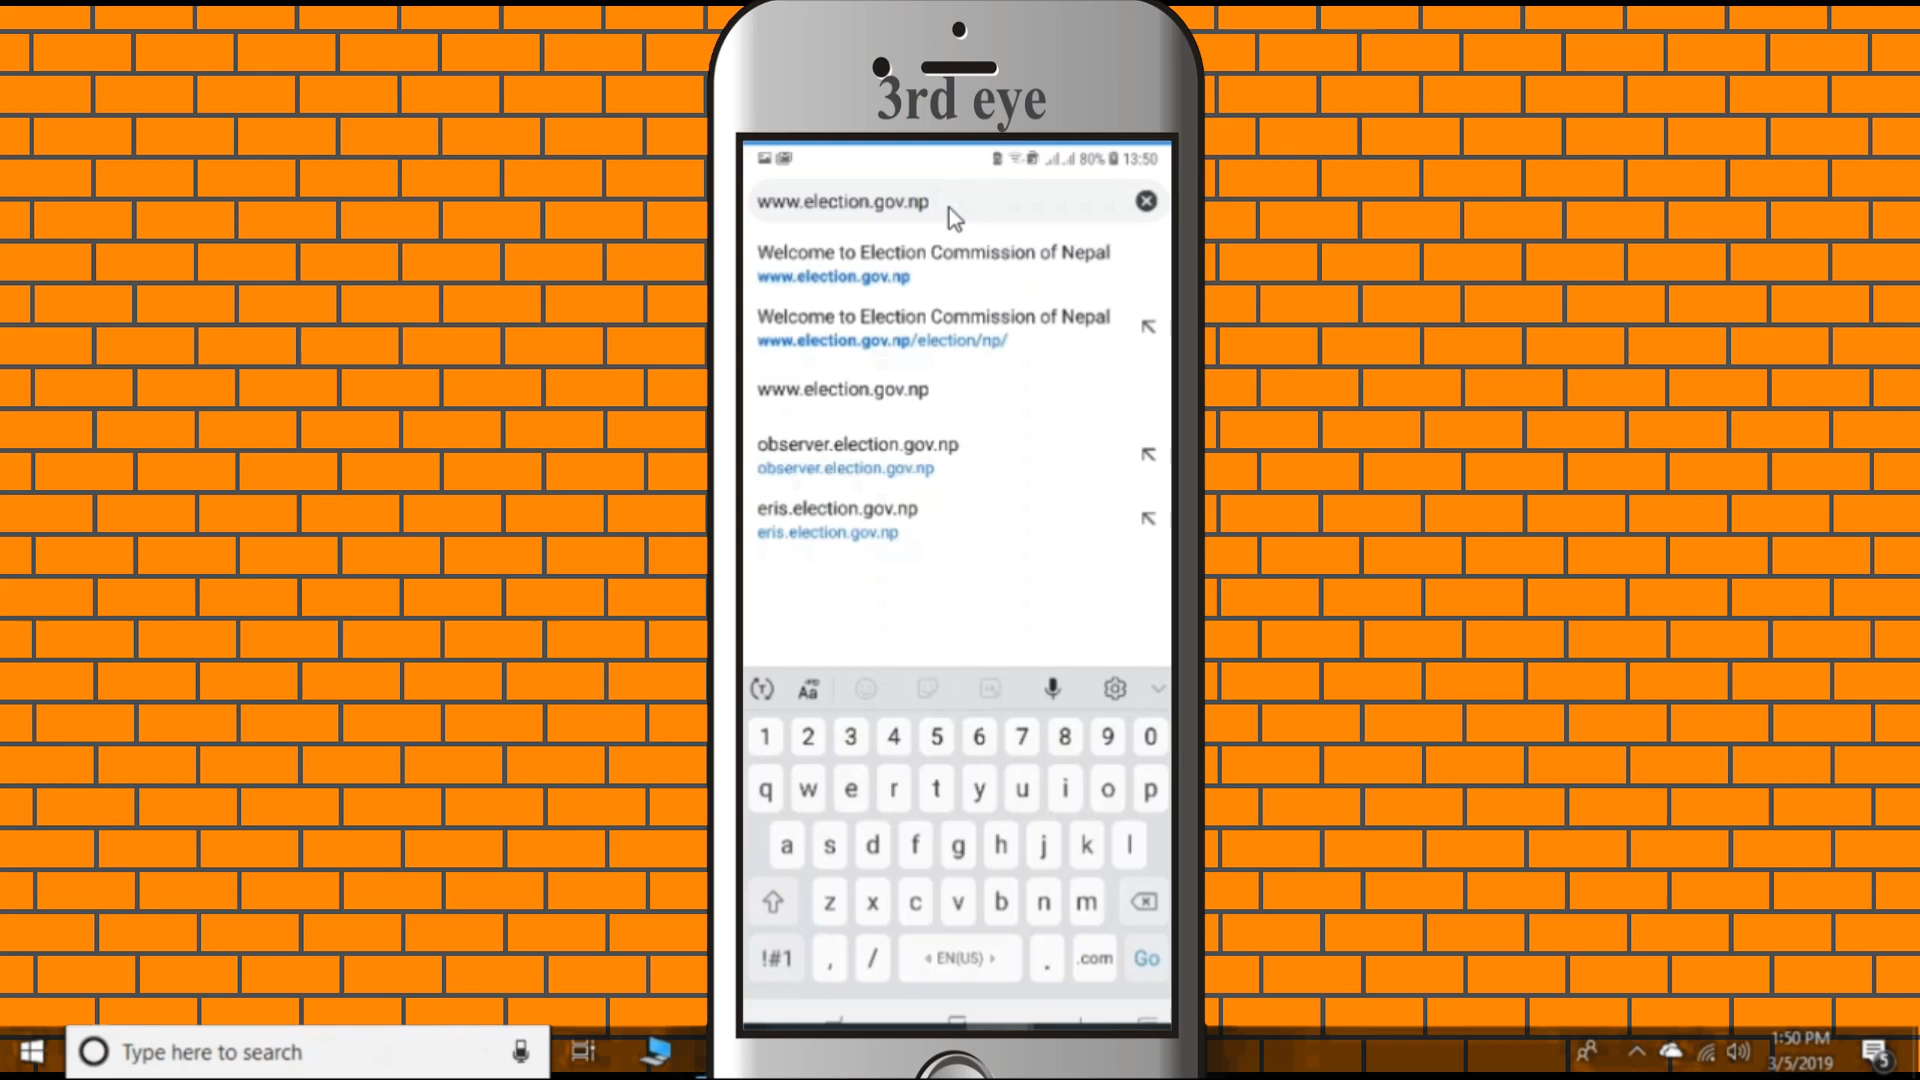 3rd eye
80% 13:50
www.election.gov.np
Welcome to Election Commission of Nepal
www.election.gov.np
Welcome to Election Commission of Nepal
www.election.gov.np/election/np/
www.election.gov.np
observer.election.gov.np
observer.election.gov.np
eris.election.gov.np
eris.election.gov.np
Aa
1 2 3 4 5 6 7 8 9 0
q w e r t y u i o p
a s d f g h j k l
z x c v b n m
!#1 , / EN(US) . .com Go
Type here to search
1:50 PM
3/5/2019
5